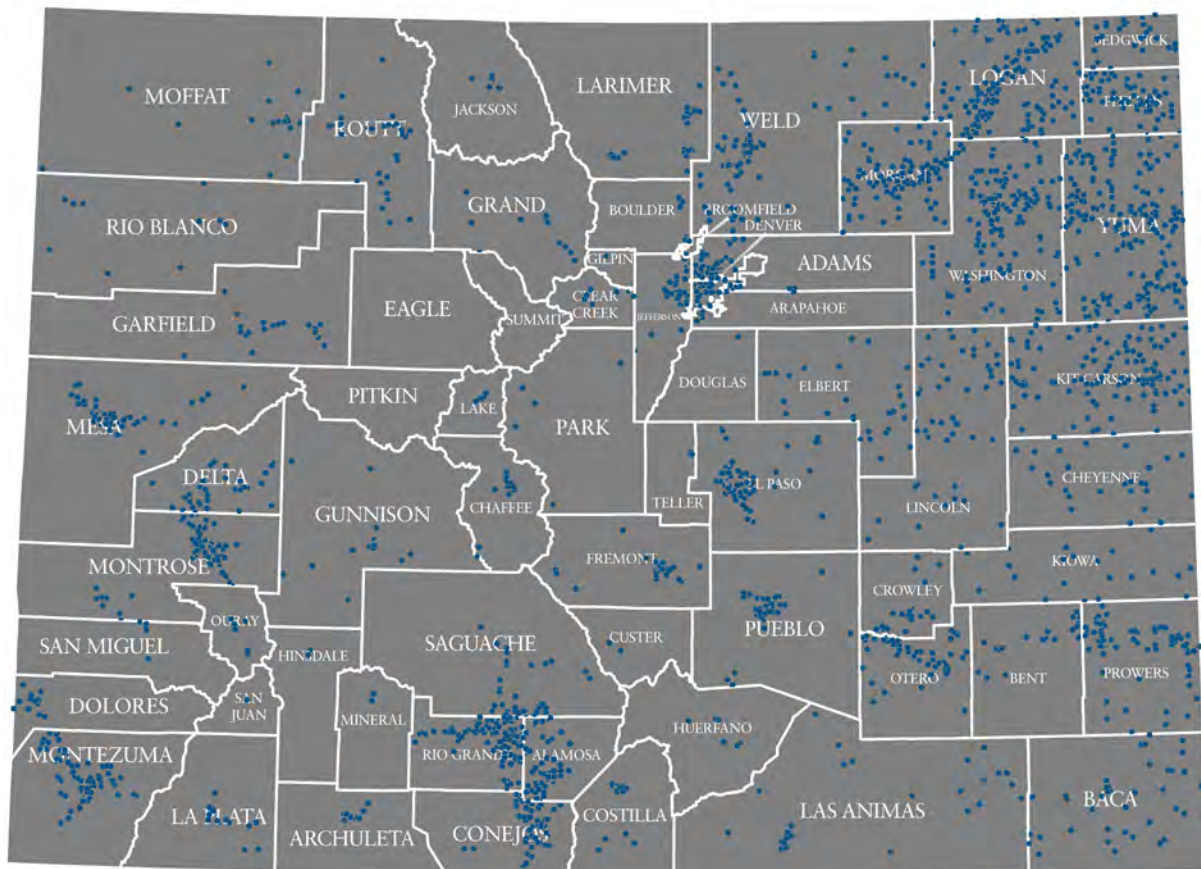 MOFFAT
ROUTT
JACKSON
LARIMER
WELD
LOGAN
SEDGWICK
PHILLIPS
MORGAN
YUMA
WASHINGTON
RIO BLANCO
GRAND
BOULDER
BROOMFIELD
DENVER
GILPIN
ADAMS
ARAPAHOE
GARFIELD
EAGLE
SUMMIT
CLEAR
CREEK
JEFFERSON
DOUGLAS
ELBERT
KIT CARSON
MESA
PITKIN
LAKE
PARK
DELTA
GUNNISON
CHAFFEE
TELLER
EL PASO
LINCOLN
CHEYENNE
MONTROSE
FREMONT
KIOWA
CROWLEY
OURAY
SAN MIGUEL
HINSDALE
SAGUACHE
CUSTER
PUEBLO
OTERO
BENT
PROWERS
DOLORES
SAN
JUAN
MINERAL
MONTEZUMA
RIO GRANDE
ALAMOSA
HUERFANO
LA PLATA
ARCHULETA
CONEJOS
COSTILLA
LAS ANIMAS
BACA